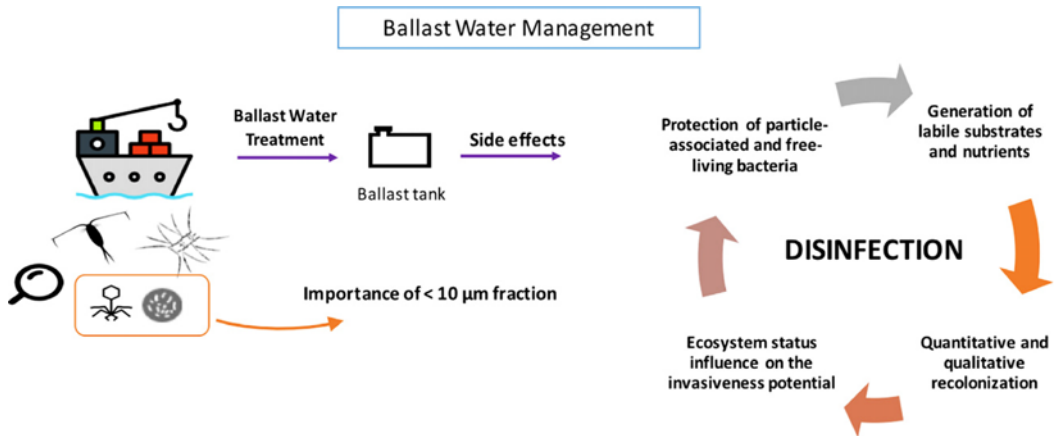 Ballast Water Management
Ballast Water
Treatment
Side effects
Ballast tank
Importance of < 10 µm fraction
Protection of particle-
associated and free-
living bacteria
Generation of
labile substrates
and nutrients
DISINFECTION
Ecosystem status
influence on the
invasiveness potential
Quantitative and
qualitative
recolonization